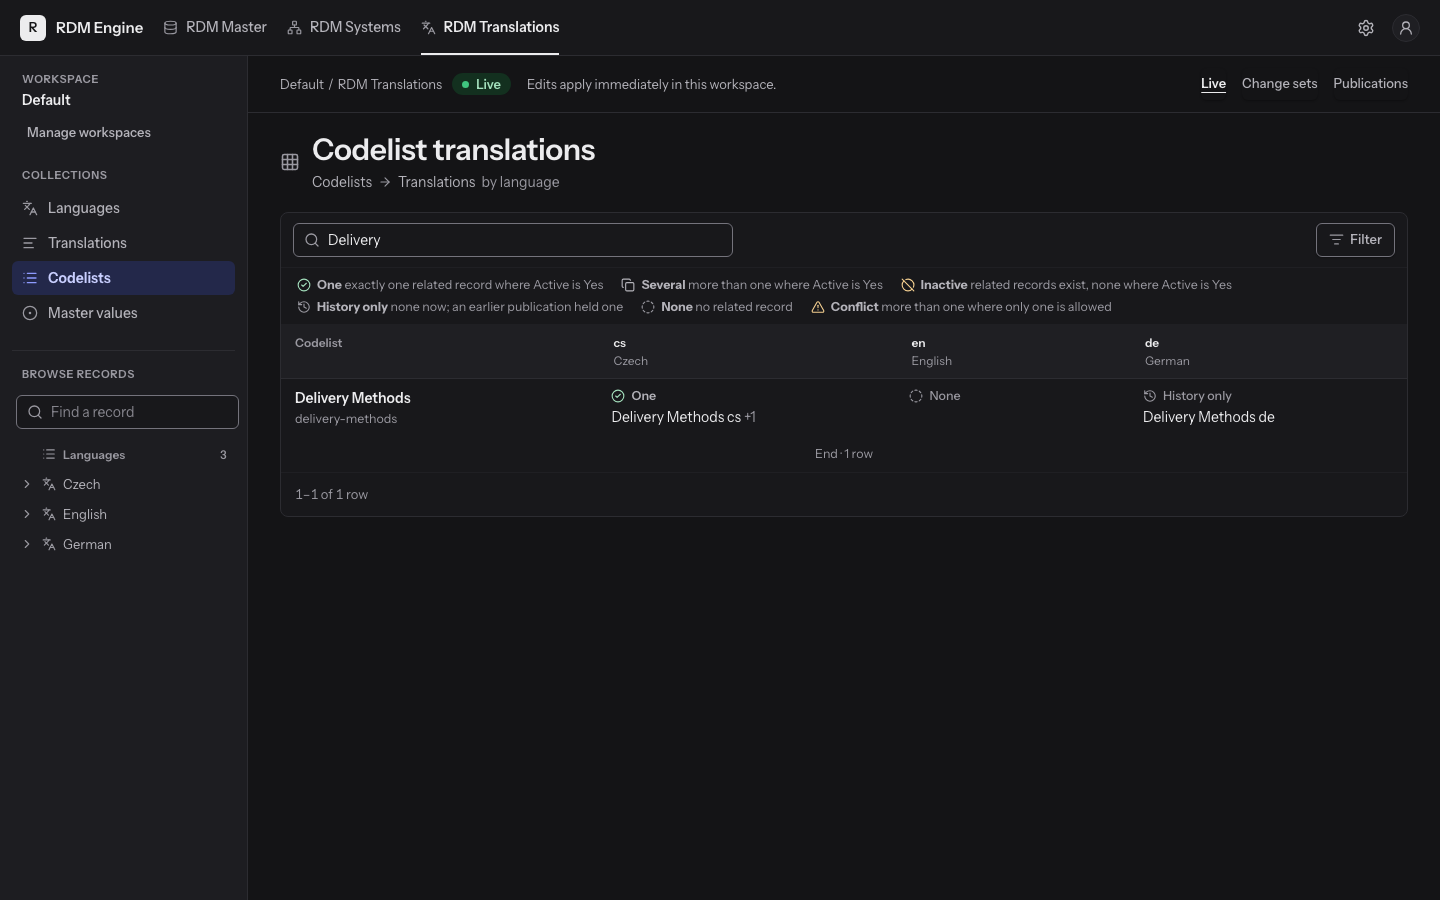 R RDM Engine RDM Master RDM Systems RDM Translations
WORKSPACE
Default
Manage workspaces
COLLECTIONS
Languages
Translations
Codelists
Master values
BROWSE RECORDS
Find a record
Languages 3
Czech
English
German
Default / RDM Translations Live Edits apply immediately in this workspace.
Live Change sets Publications
Codelist translations
Codelists → Translations by language
Delivery
Filter
One exactly one related record where Active is Yes Several more than one where Active is Yes Inactive related records exist, none where Active is Yes
History only none now; an earlier publication held one None no related record Conflict more than one where only one is allowed
Codelist cs en de
Czech English German
Delivery Methods One None History only
delivery-methods Delivery Methods cs +1 Delivery Methods de
End · 1 row
1–1 of 1 row